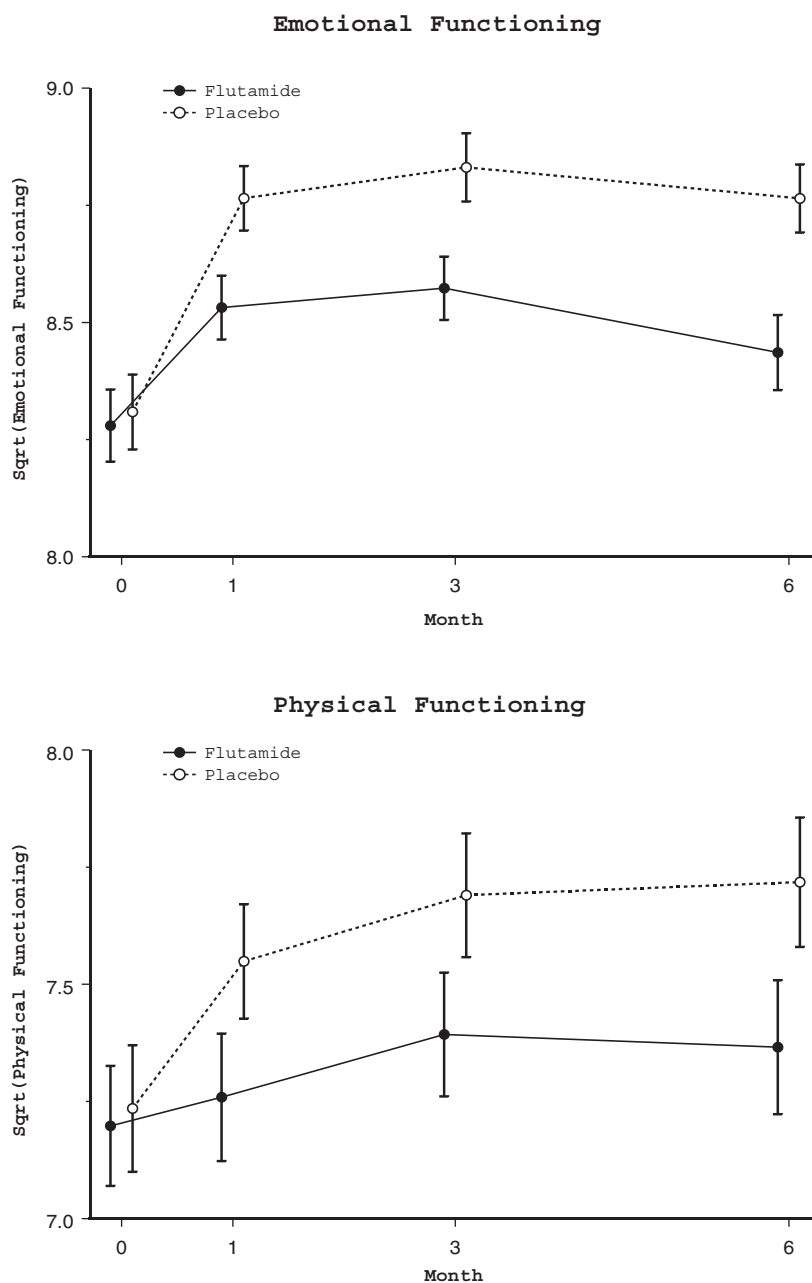 Emotional Functioning
Flutamide
Placebo
9.0
8.5
8.0
Sqrt(Emotional Functioning)
0 1 3 6
Month
Physical Functioning
Flutamide
Placebo
8.0
7.5
7.0
Sqrt(Physical Functioning)
0 1 3 6
Month